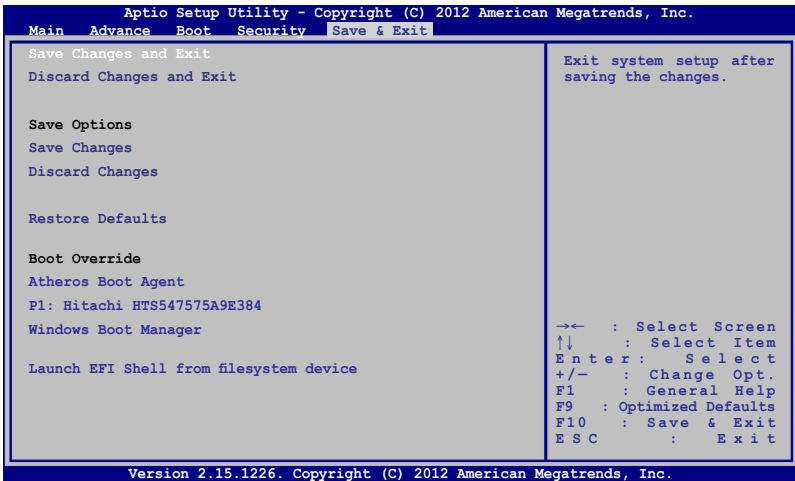 Aptio Setup Utility - Copyright (C) 2012 American Megatrends, Inc.
Main Advance Boot Security Save & Exit
Save Changes and Exit
Discard Changes and Exit
Save Options
Save Changes
Discard Changes
Restore Defaults
Boot Override
Atheros Boot Agent
P1: Hitachi HTS547575A9E384
Windows Boot Manager
Launch EFI Shell from filesystem device
Exit system setup after
saving the changes.
→← : Select Screen
↑↓ : Select Item
Enter: Select
+/— : Change Opt.
F1 : General Help
F9 : Optimized Defaults
F10 : Save & Exit
ESC : Exit
Version 2.15.1226. Copyright (C) 2012 American Megatrends, Inc.